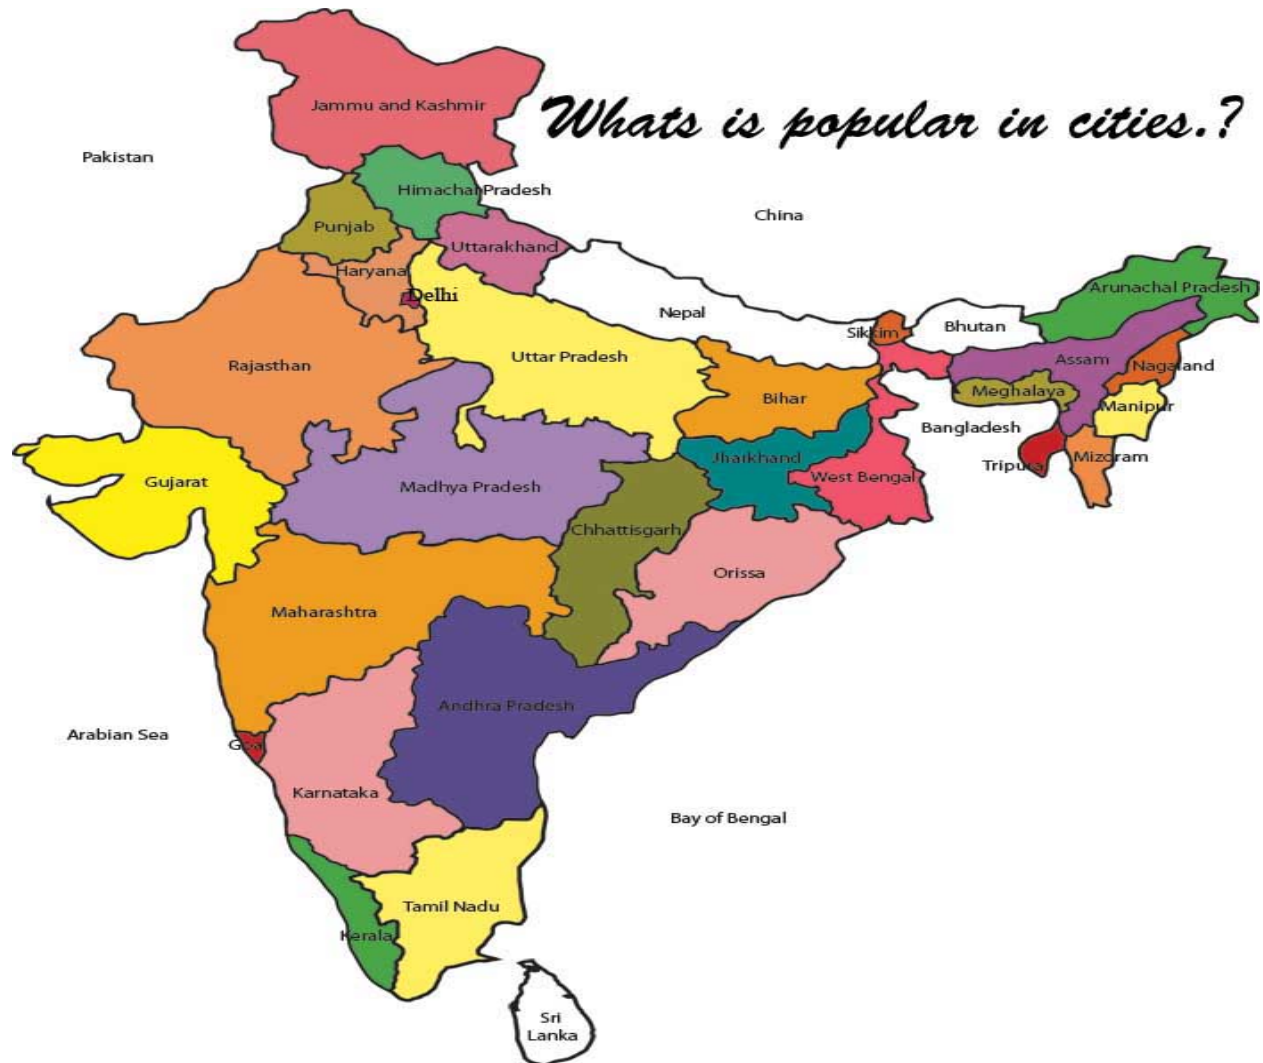 Jammu and Kashmir
Whats is popular in cities.?
Pakistan
Himachal Pradesh
China
Punjab
Uttarakhand
Haryana
Delhi
Arunachal Pradesh
Nepal
Sikkim
Bhutan
Uttar Pradesh
Assam
Rajasthan
Nagaland
Meghalaya
Bihar
Manipur
Bangladesh
Jharkhand
Mizoram
Tripura
West Bengal
Gujarat
Madhya Pradesh
Chhattisgarh
Orissa
Maharashtra
Andhra Pradesh
Arabian Sea
Goa
Karnataka
Bay of Bengal
Tamil Nadu
Kerala
Sri
Lanka